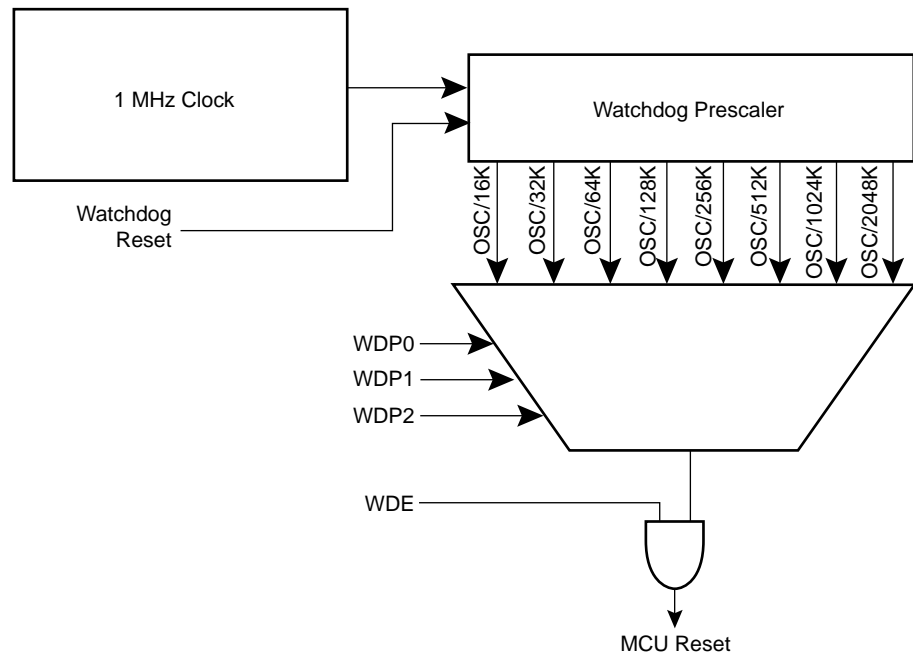 1 MHz Clock
Watchdog Prescaler
Watchdog
Reset
OSC/16K
OSC/32K
OSC/64K
OSC/128K
OSC/256K
OSC/512K
OSC/1024K
OSC/2048K
WDP0
WDP1
WDP2
WDE
MCU Reset